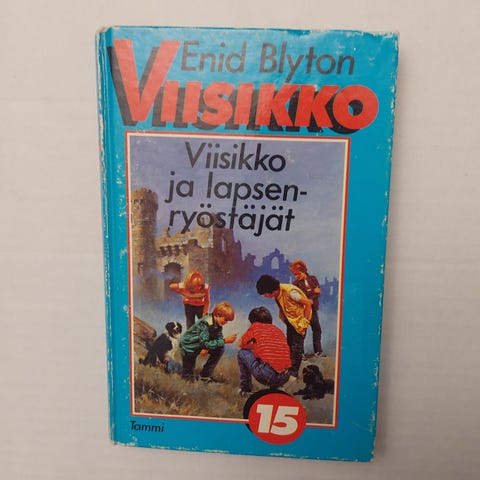 Enid Blyton
VIISIKKO
Viisikko
ja lapsen-
ryöstäjät
15
Tammi